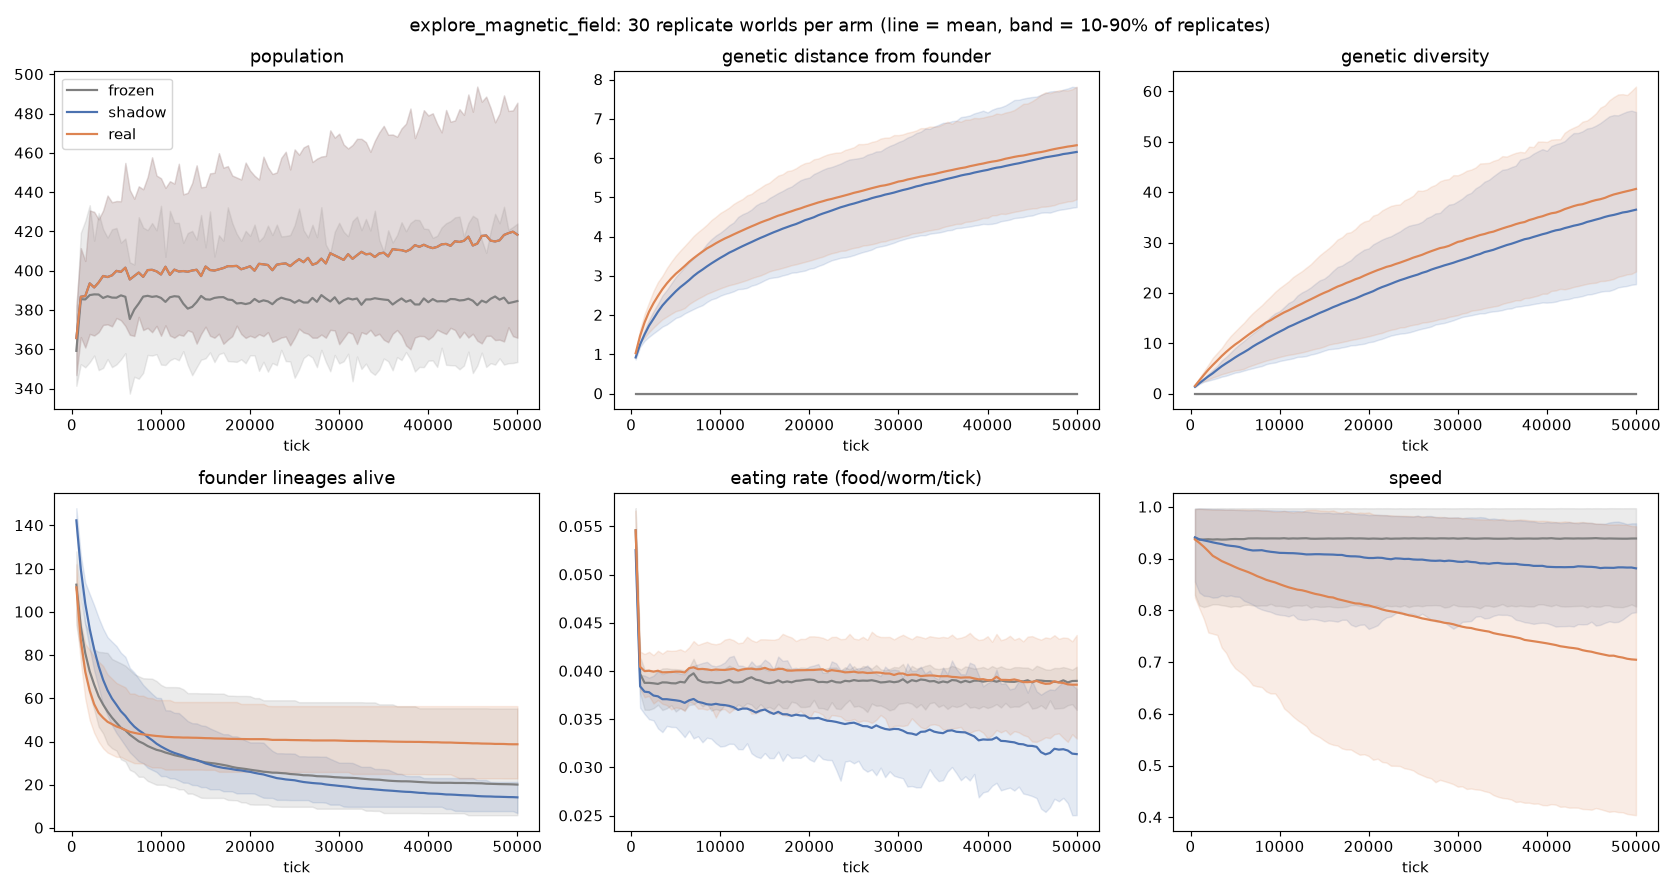 explore_magnetic_field: 30 replicate worlds per arm (line = mean, band = 10-90% of replicates)
population
500
480
460
440
420
400
380
360
340
frozen
shadow
real
0 10000 20000 30000 40000 50000
tick
genetic distance from founder
8
7
6
5
4
3
2
1
0
0 10000 20000 30000 40000 50000
tick
genetic diversity
60
50
40
30
20
10
0
0 10000 20000 30000 40000 50000
tick
founder lineages alive
140
120
100
80
60
40
20
0
0 10000 20000 30000 40000 50000
tick
eating rate (food/worm/tick)
0.055
0.050
0.045
0.040
0.035
0.030
0.025
0 10000 20000 30000 40000 50000
tick
speed
1.0
0.9
0.8
0.7
0.6
0.5
0.4
0 10000 20000 30000 40000 50000
tick